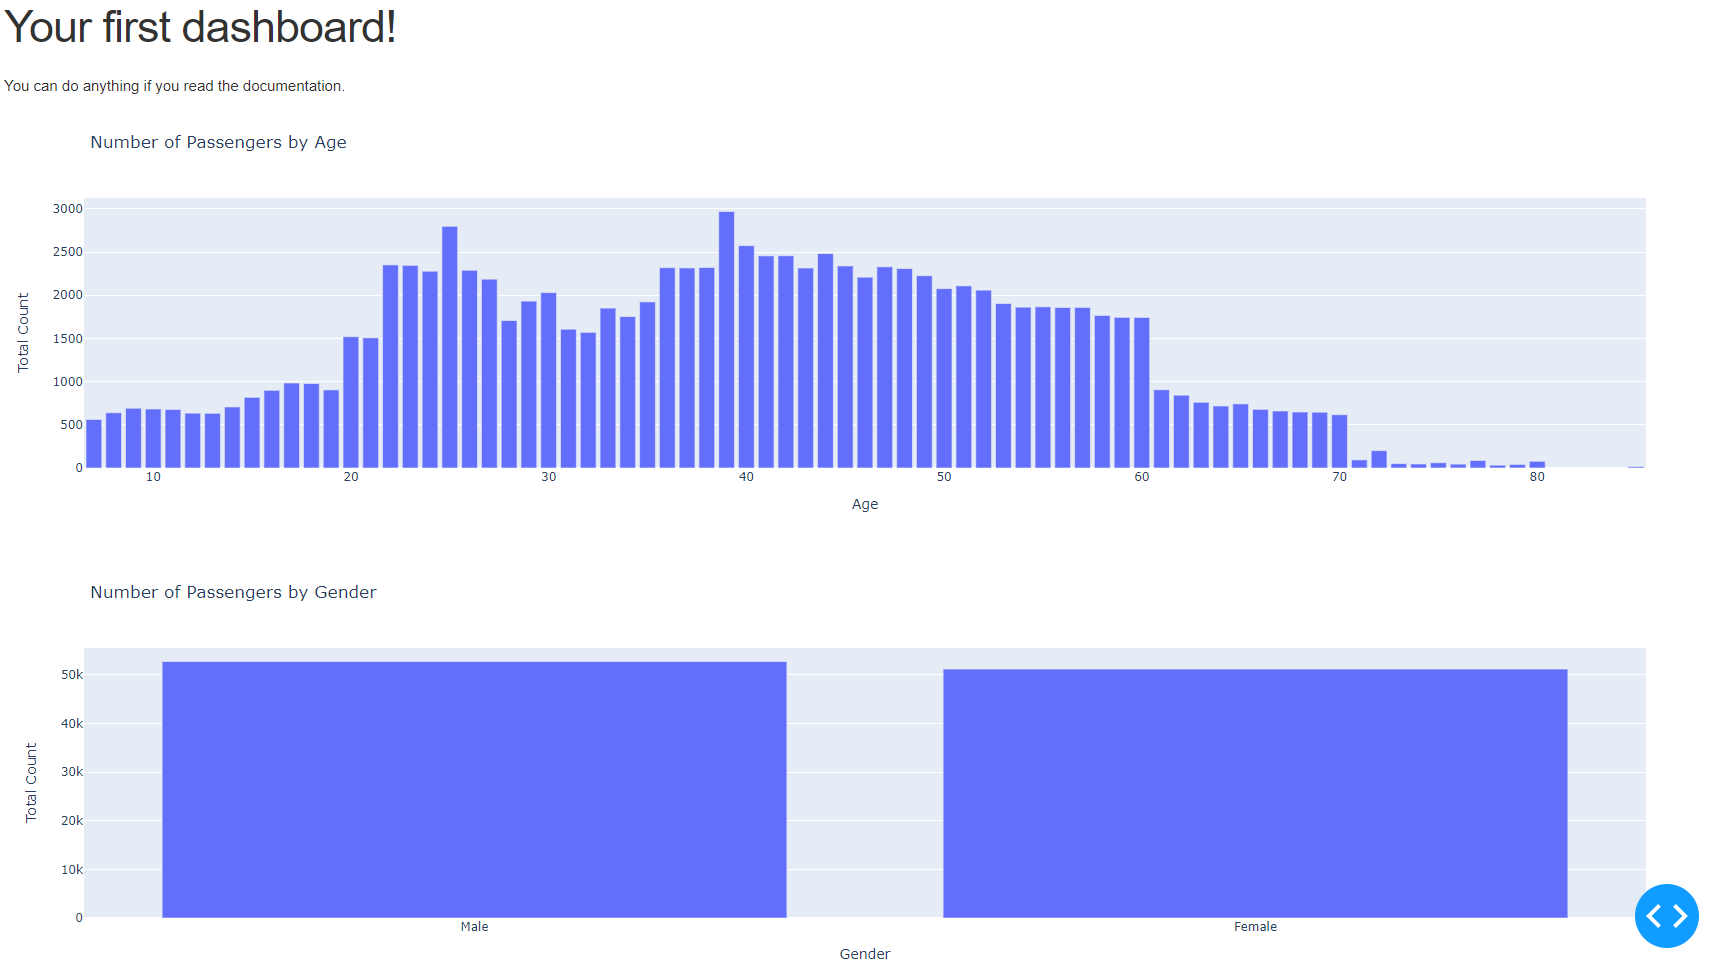 Your first dashboard!
You can do anything if you read the documentation.
Number of Passengers by Age
3000
2500
2000
1500
1000
500
0
Total Count
10 20 30 40 50 60 70 80
Age
Number of Passengers by Gender
50k
40k
30k
20k
10k
0
Total Count
Male Female
Gender